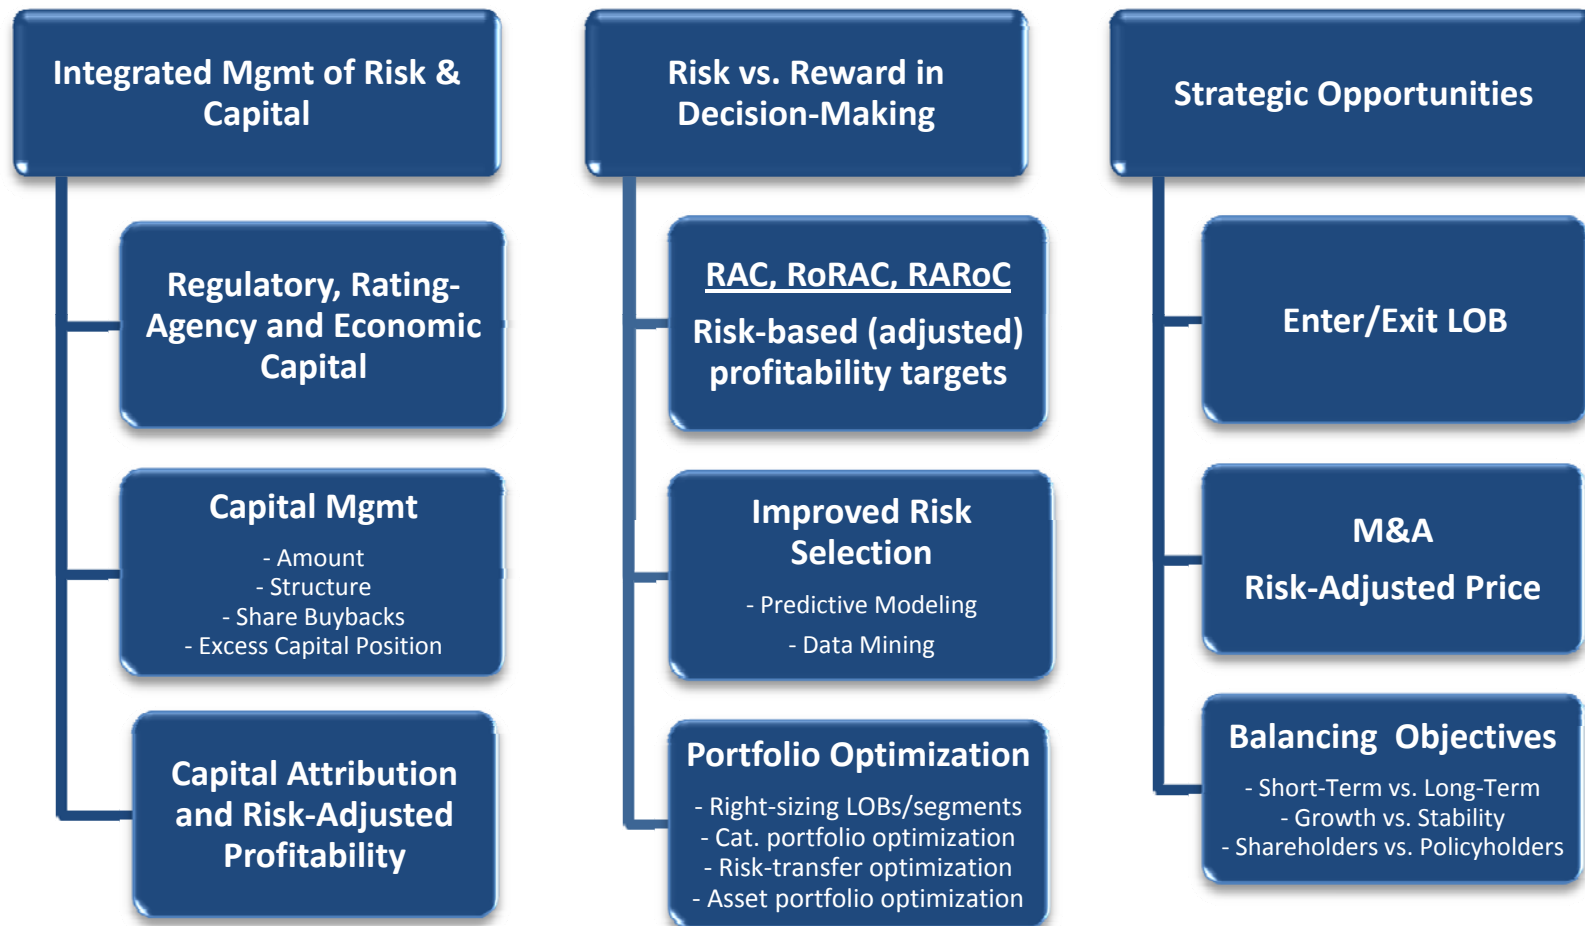 Integrated Mgmt of Risk &
Capital
Regulatory, Rating-
Agency and Economic
Capital
Capital Mgmt
- Amount
- Structure
- Share Buybacks
- Excess Capital Position
Capital Attribution
and Risk-Adjusted
Profitability
Risk vs. Reward in
Decision-Making
RAC, RoRAC, RARoC
Risk-based (adjusted)
profitability targets
Improved Risk
Selection
- Predictive Modeling
- Data Mining
Portfolio Optimization
- Right-sizing LOBs/segments
- Cat. portfolio optimization
- Risk-transfer optimization
- Asset portfolio optimization
Strategic Opportunities
Enter/Exit LOB
M&A
Risk-Adjusted Price
Balancing Objectives
- Short-Term vs. Long-Term
- Growth vs. Stability
- Shareholders vs. Policyholders